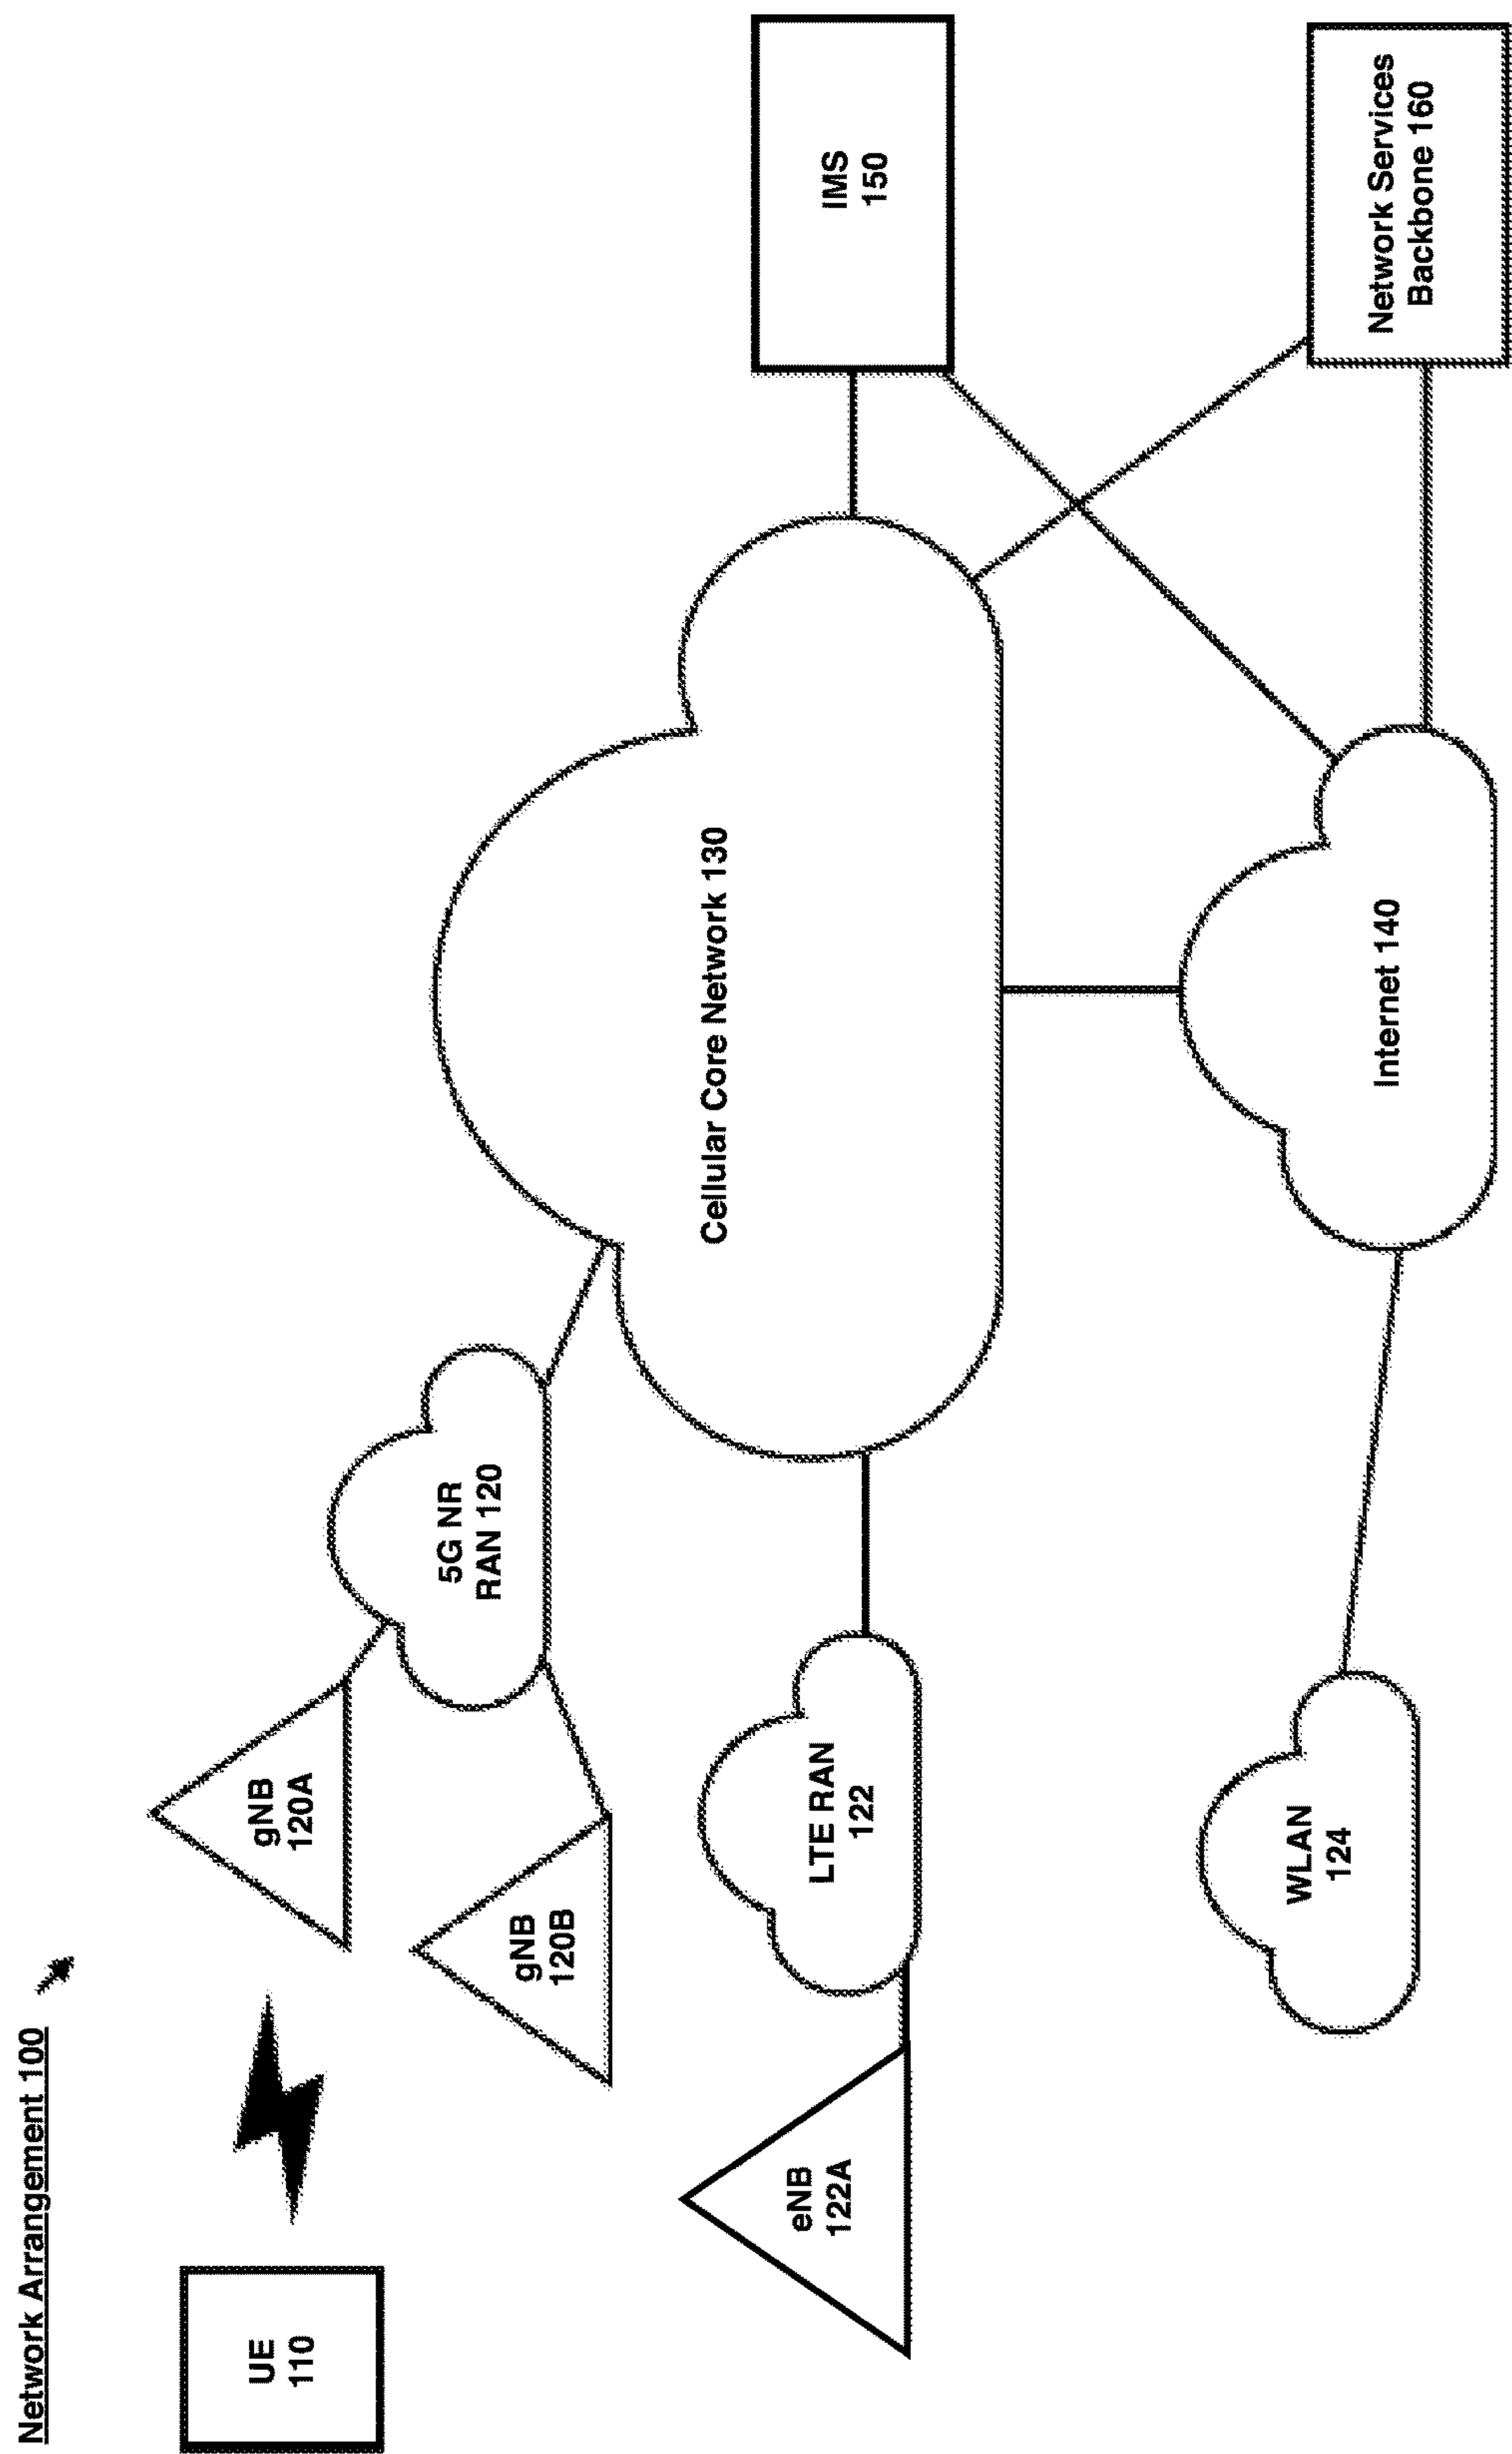 Network Arrangement 100
UE
110
gNB
120A
gNB
120B
5G NR
RAN 120
eNB
122A
LTE RAN
122
Cellular Core Network 130
IMS
150
WLAN
124
Internet 140
Network Services
Backbone 160